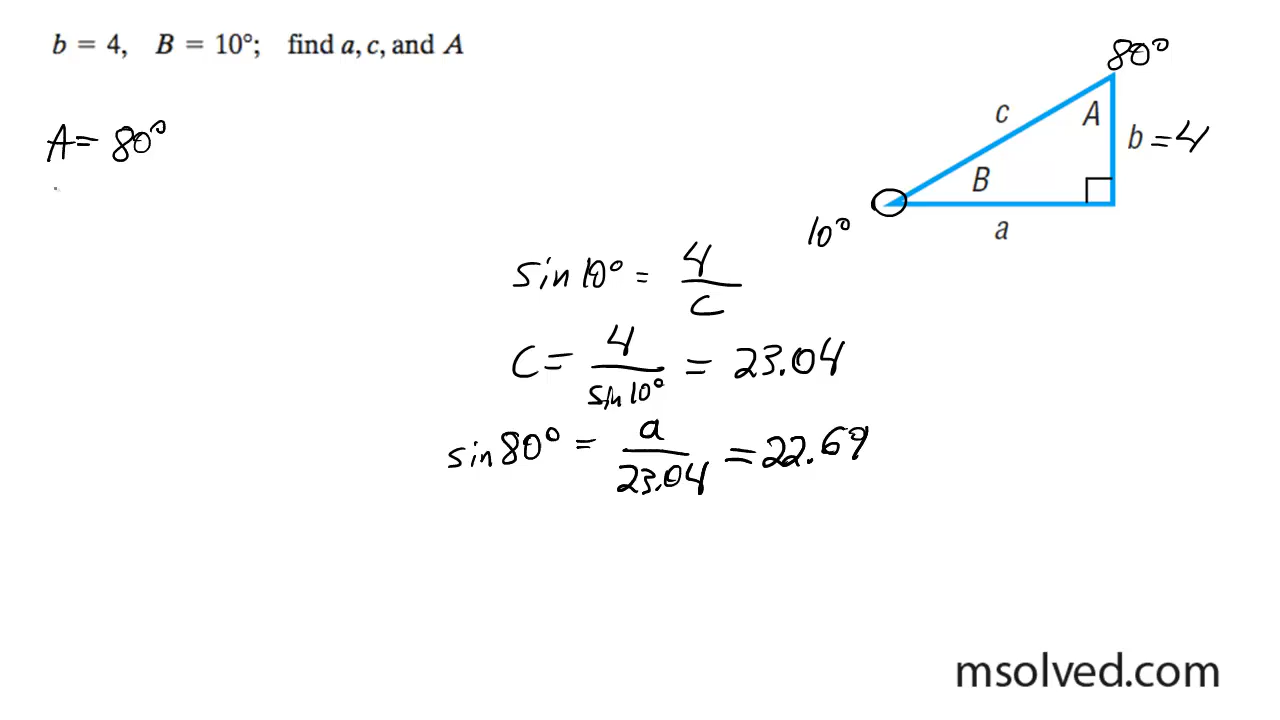 b = 4, B = 10°; find a, c, and A
80°
A = 80°
c
A
b = 4
B
10°
a
sin 10° = 4/c
C = 4/sin 10° = 23.04
sin 80° = a/23.04 = 22.69
msolved.com